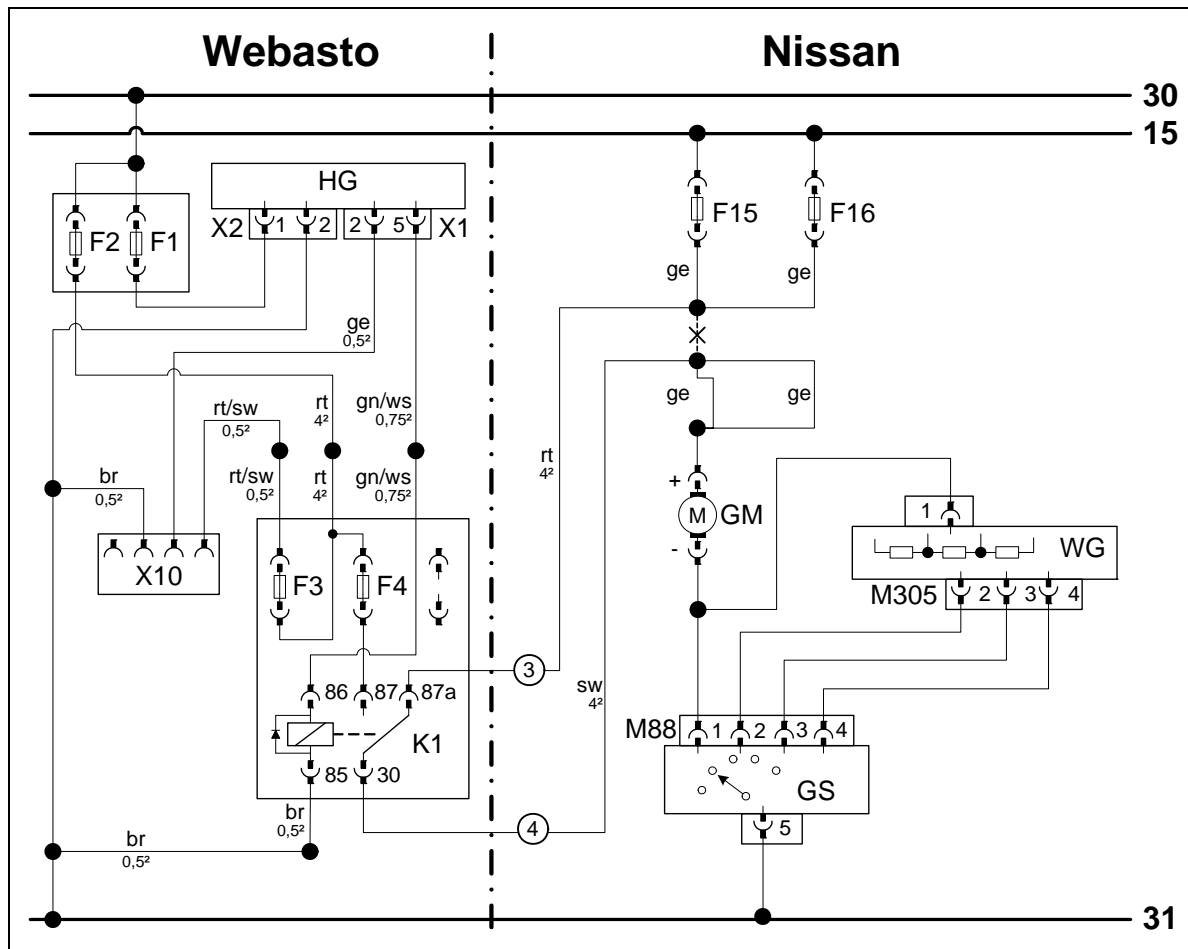 Webasto
Nissan
30
15
HG
X2
1
2
2
5
X1
F2
F1
F15
F16
ge
ge
ge
0,5²
rt/sw
0,5²
rt
4²
gn/ws
0,75²
ge
ge
br
0,5²
rt/sw
0,5²
rt
4²
gn/ws
0,75²
rt
4²
+
M
GM
-
1
WG
X10
F3
F4
M305
2
3
4
3
sw
4²
86
87
87a
K1
85
30
M88
1
2
3
4
GS
5
br
0,5²
4
br
0,5²
31